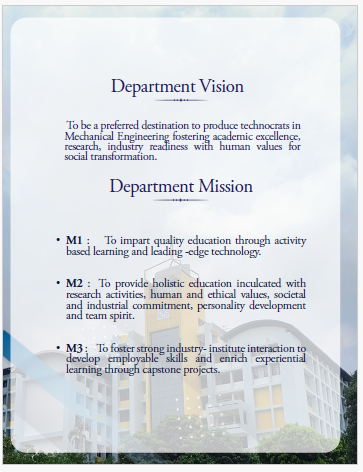 Department Vision
To be a preferred destination to produce technocrats in
Mechanical Engineering fostering academic excellence,
research, industry readiness with human values for
social transformation.
Department Mission
• M1 : To impart quality education through activity
based learning and leading -edge technology.
• M2 : To provide holistic education inculcated with
research activities, human and ethical values, societal
and industrial commitment, personality development
and team spirit.
• M3 : To foster strong industry- institute interaction to
develop employable skills and enrich experiential
learning through capstone projects.